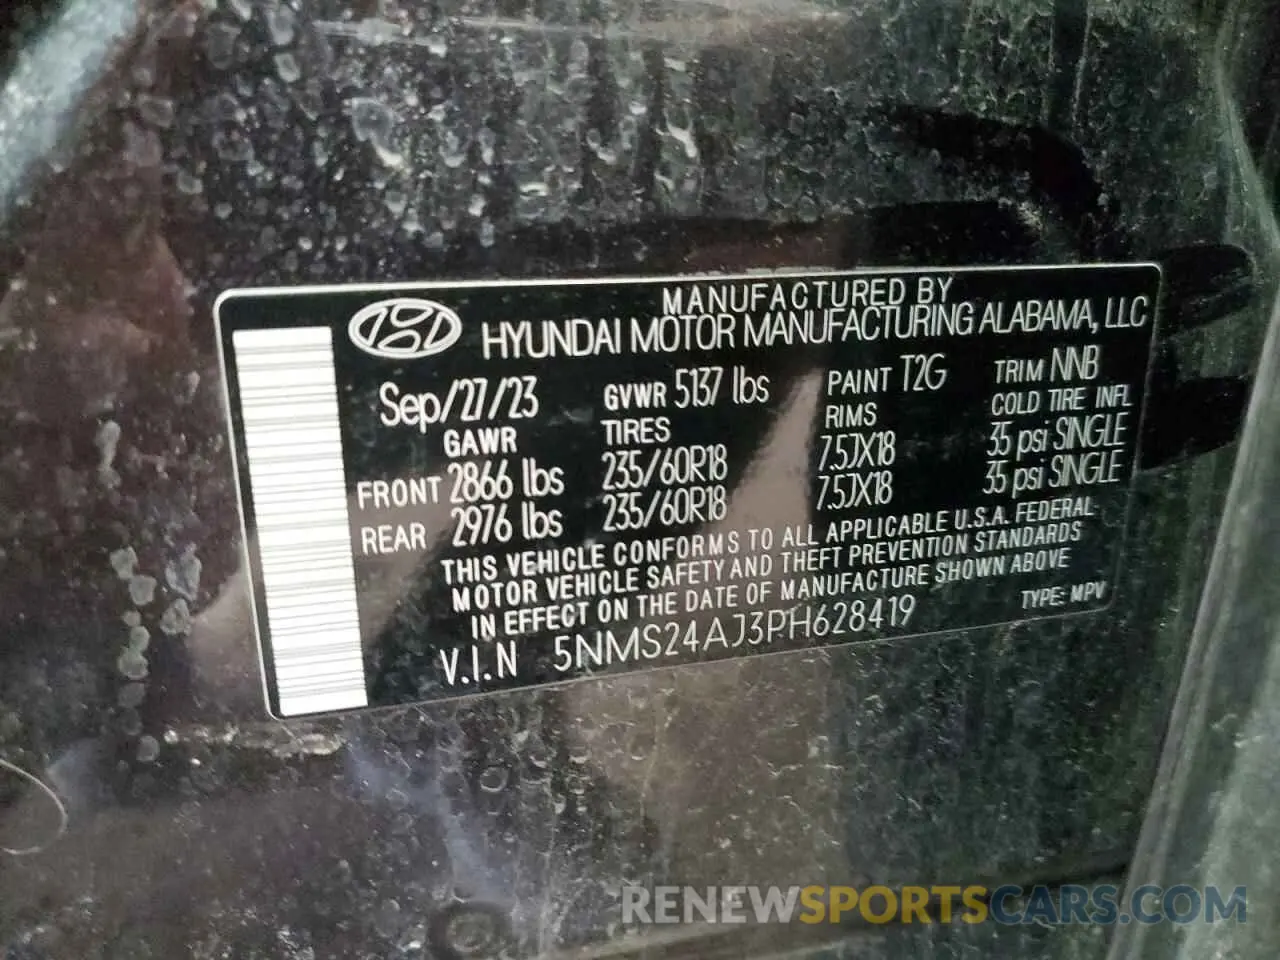 MANUFACTURED BY
HYUNDAI MOTOR MANUFACTURING ALABAMA, LLC
Sep/27/23 GVWR 5137 lbs PAINT T2G TRIM NNB
GAWR TIRES RIMS COLD TIRE INFL
FRONT 2866 lbs 235/60R18 7.5JX18 35 psi SINGLE
REAR 2976 lbs 235/60R18 7.5JX18 35 psi SINGLE
THIS VEHICLE CONFORMS TO ALL APPLICABLE U.S.A. FEDERAL
MOTOR VEHICLE SAFETY AND THEFT PREVENTION STANDARDS
IN EFFECT ON THE DATE OF MANUFACTURE SHOWN ABOVE
V.I.N 5NMS24AJ3PH628419 TYPE: MPV
RENEWSPORTSCARS.COM